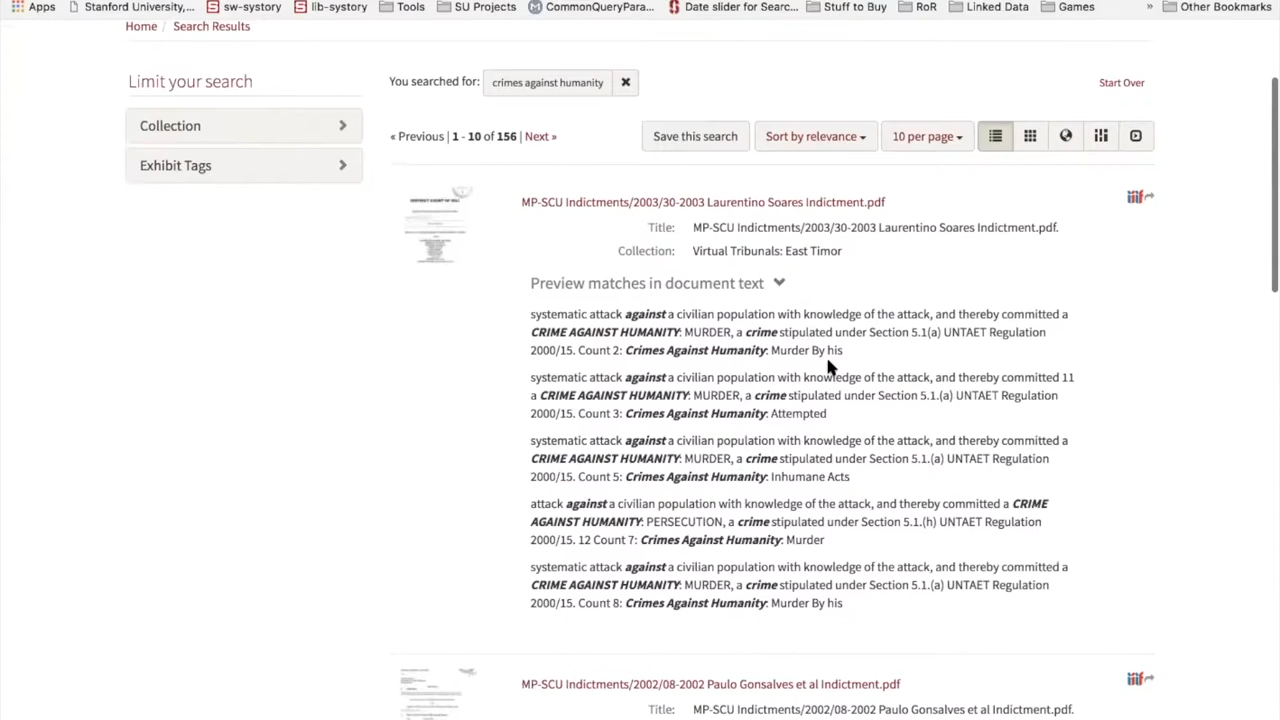 Apps Stanford University,... sw-systory lib-systory Tools SU Projects CommonQueryPara... Date slider for Searc... Stuff to Buy RoR Linked Data Games » Other Bookmarks
Home / Search Results
Limit your search
Collection
Exhibit Tags
You searched for: crimes against humanity ✖
Start Over
« Previous | 1 - 10 of 156 | Next »
Save this search Sort by relevance 10 per page
MP-SCU Indictments/2003/30-2003 Laurentino Soares Indictment.pdf
iiif
Title: MP-SCU Indictments/2003/30-2003 Laurentino Soares Indictment.pdf.
Collection: Virtual Tribunals: East Timor
Preview matches in document text
systematic attack against a civilian population with knowledge of the attack, and thereby committed a
CRIME AGAINST HUMANITY: MURDER, a crime stipulated under Section 5.1(a) UNTAET Regulation
2000/15. Count 2: Crimes Against Humanity: Murder By his
systematic attack against a civilian population with knowledge of the attack, and thereby committed 11
a CRIME AGAINST HUMANITY: MURDER, a crime stipulated under Section 5.1.(a) UNTAET Regulation
2000/15. Count 3: Crimes Against Humanity: Attempted
systematic attack against a civilian population with knowledge of the attack, and thereby committed a
CRIME AGAINST HUMANITY: MURDER, a crime stipulated under Section 5.1.(a) UNTAET Regulation
2000/15. Count 5: Crimes Against Humanity: Inhumane Acts
attack against a civilian population with knowledge of the attack, and thereby committed a CRIME
AGAINST HUMANITY: PERSECUTION, a crime stipulated under Section 5.1.(h) UNTAET Regulation
2000/15. 12 Count 7: Crimes Against Humanity: Murder
systematic attack against a civilian population with knowledge of the attack, and thereby committed a
CRIME AGAINST HUMANITY: MURDER, a crime stipulated under Section 5.1.(a) UNTAET Regulation
2000/15. Count 8: Crimes Against Humanity: Murder By his
MP-SCU Indictments/2002/08-2002 Paulo Gonsalves et al Indictment.pdf
iiif
Title: MP-SCU Indictments/2002/08-2002 Paulo Gonsalves et al Indictment.pdf.